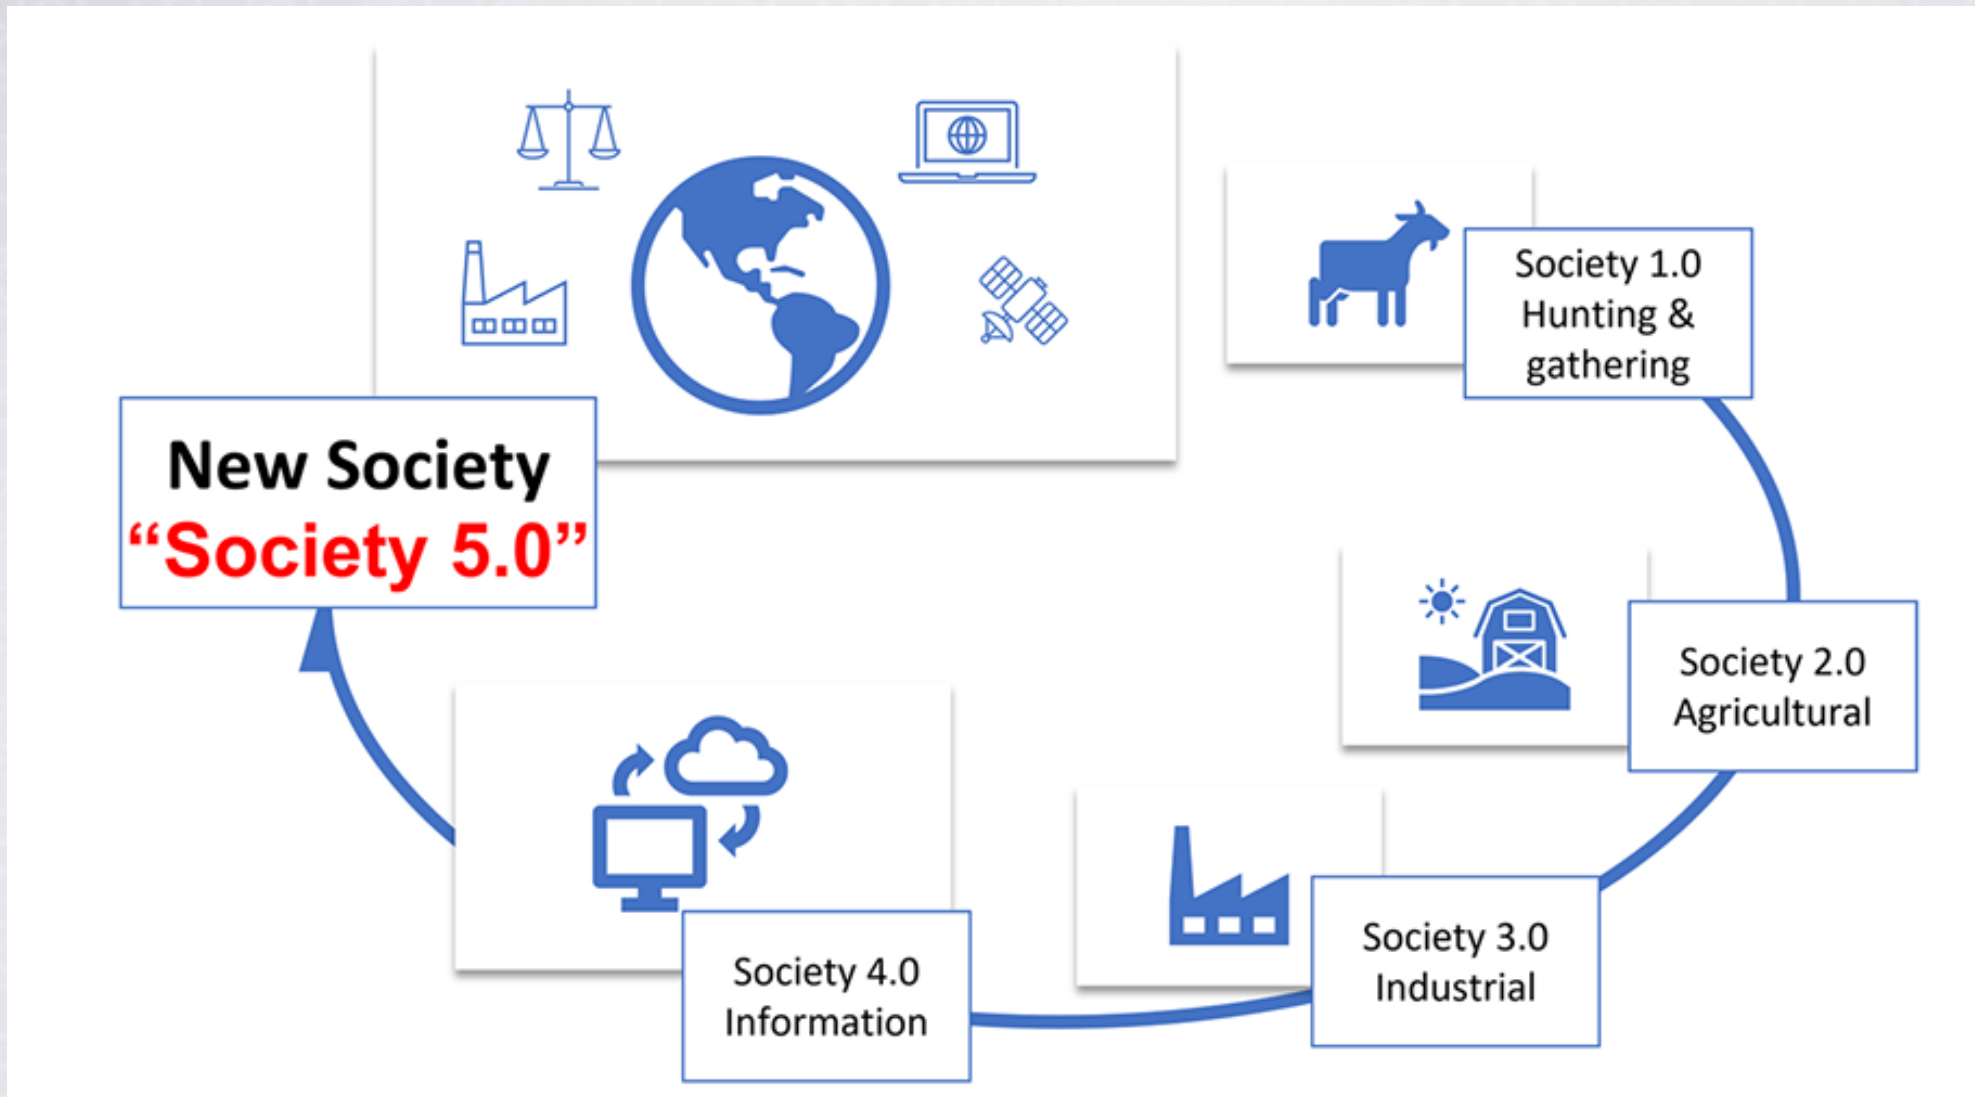 New Society
“Society 5.0”
Society 1.0
Hunting &
gathering
Society 2.0
Agricultural
Society 3.0
Industrial
Society 4.0
Information